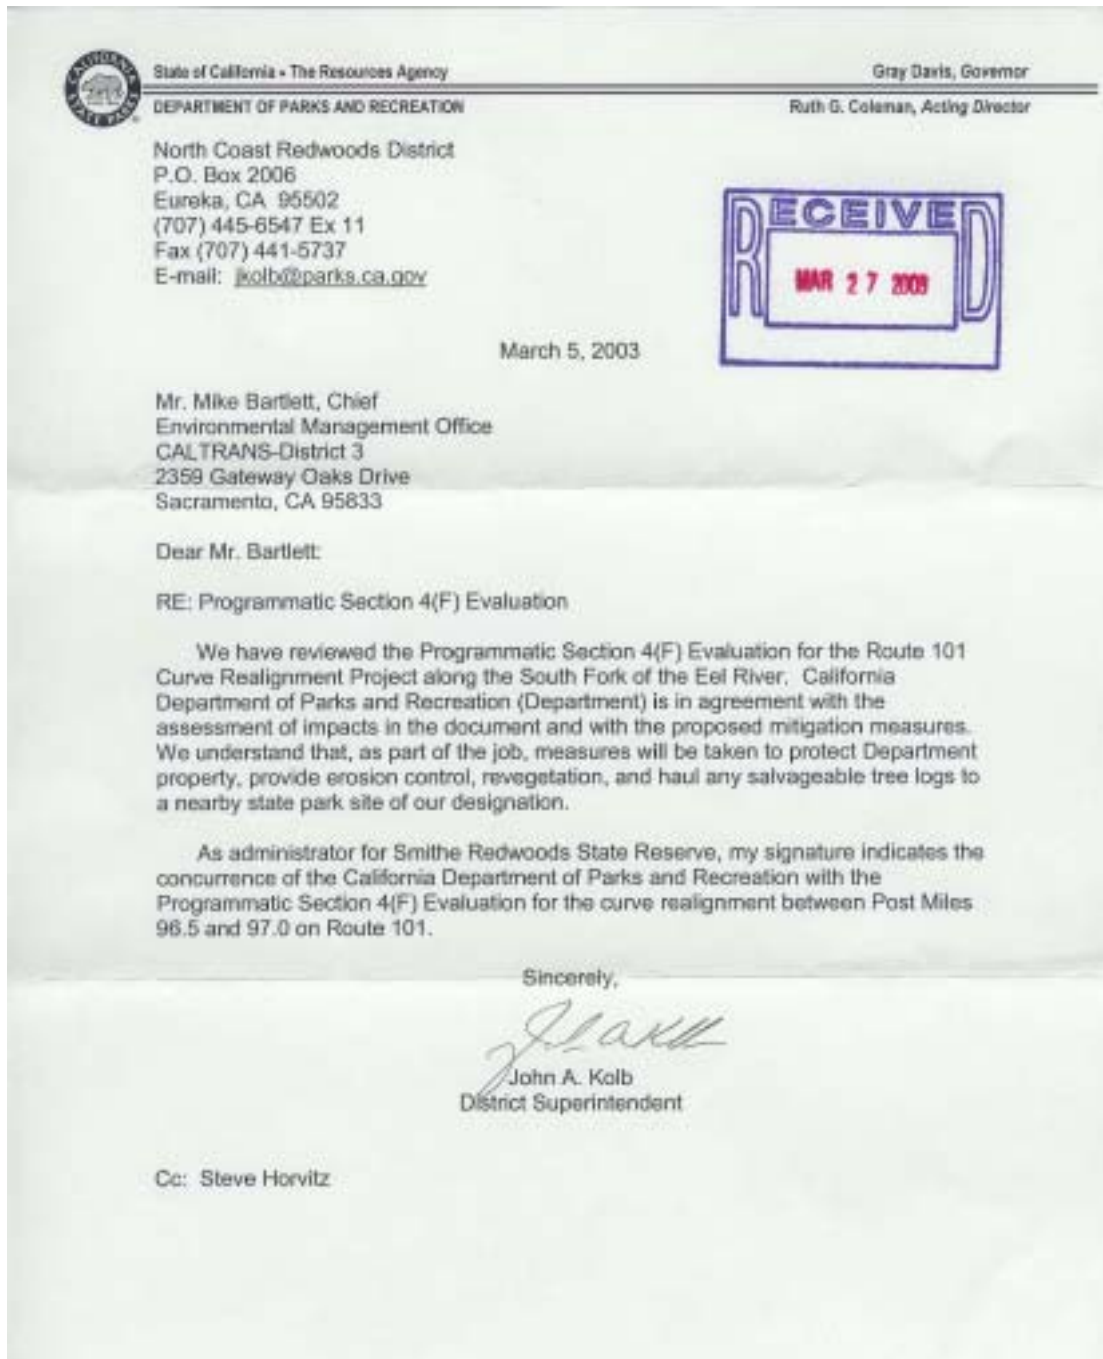 CALIFORNIA
STATE PARKS
State of California • The Resources Agency
Gray Davis, Governor
DEPARTMENT OF PARKS AND RECREATION
Ruth G. Coleman, Acting Director
North Coast Redwoods District
P.O. Box 2006
Eureka, CA 95502
(707) 445-6547 Ex 11
Fax (707) 441-5737
E-mail: jkolb@parks.ca.gov
RECEIVED
MAR 27 2003
March 5, 2003
Mr. Mike Bartlett, Chief
Environmental Management Office
CALTRANS-District 3
2359 Gateway Oaks Drive
Sacramento, CA 95833
Dear Mr. Bartlett:
RE: Programmatic Section 4(F) Evaluation
We have reviewed the Programmatic Section 4(F) Evaluation for the Route 101
Curve Realignment Project along the South Fork of the Eel River. California
Department of Parks and Recreation (Department) is in agreement with the
assessment of impacts in the document and with the proposed mitigation measures.
We understand that, as part of the job, measures will be taken to protect Department
property, provide erosion control, revegetation, and haul any salvageable tree logs to
a nearby state park site of our designation.
As administrator for Smithe Redwoods State Reserve, my signature indicates the
concurrence of the California Department of Parks and Recreation with the
Programmatic Section 4(F) Evaluation for the curve realignment between Post Miles
96.5 and 97.0 on Route 101.
Sincerely,
John A. Kolb
District Superintendent
Cc: Steve Horvitz